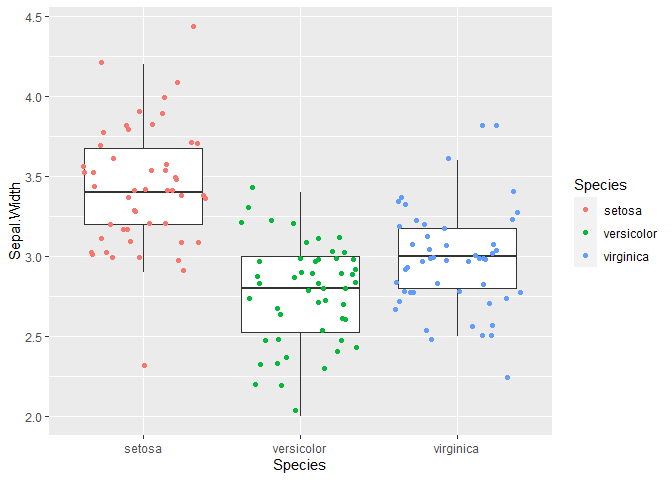 4.5
4.0
3.5
3.0
2.5
2.0
Sepal.Width
setosa
versicolor
virginica
Species
Species
setosa
versicolor
virginica